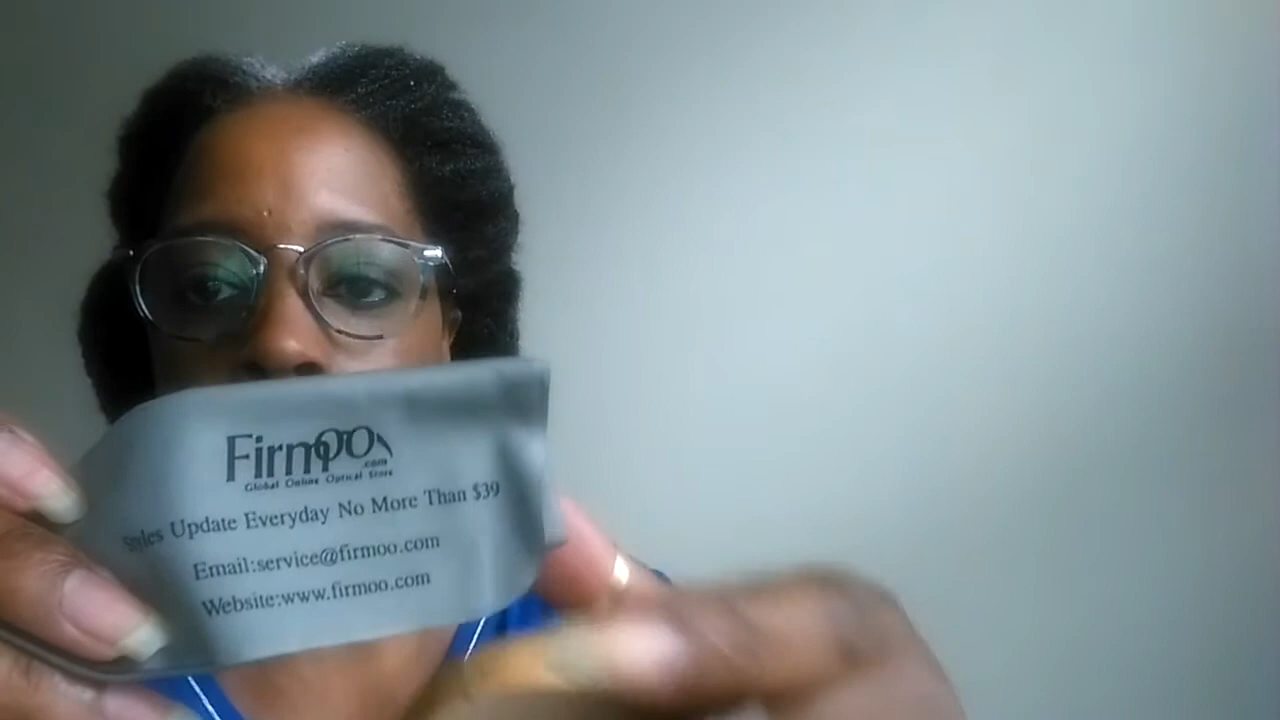 Firmoo
.com
Global Online Optical Store
Styles Update Everyday No More Than $39
Email:service@firmoo.com
Website:www.firmoo.com